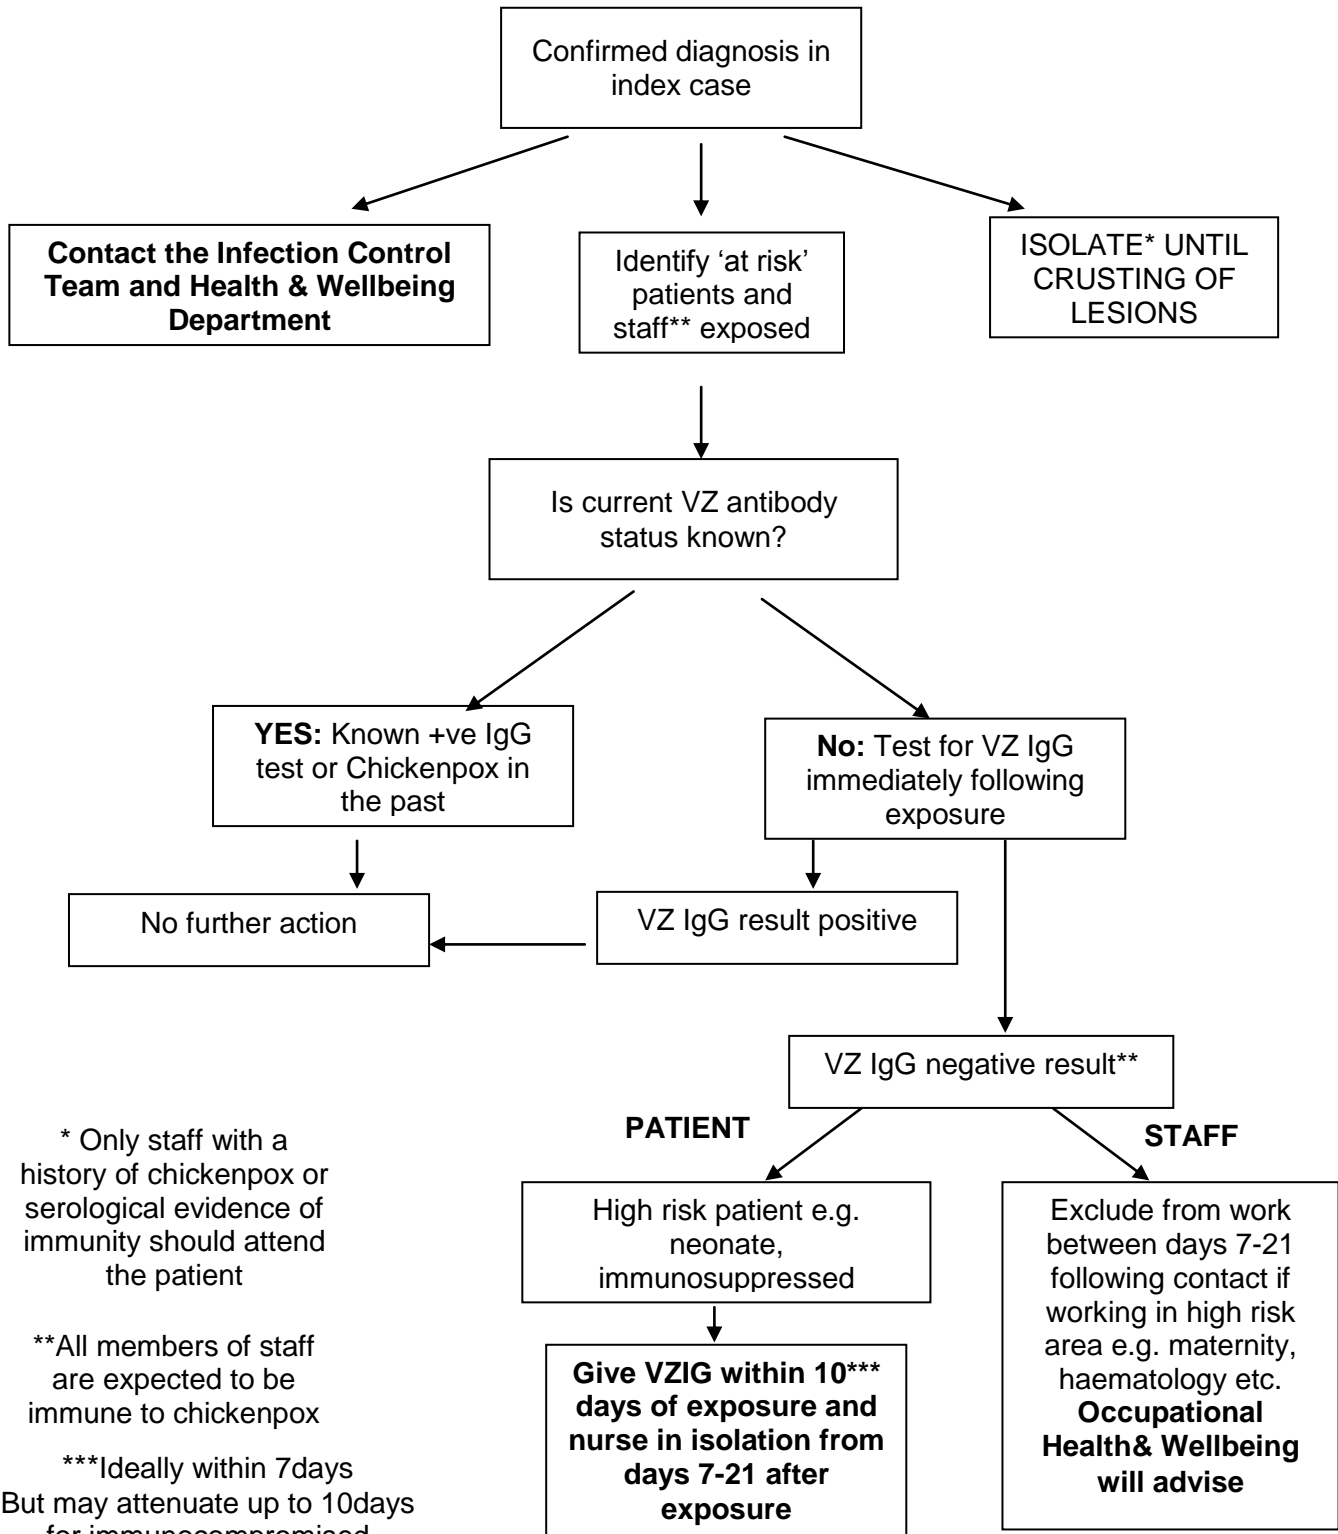 Confirmed diagnosis in
index case
Contact the Infection Control
Team and Health & Wellbeing
Department
Identify ‘at risk’
patients and
staff** exposed
ISOLATE* UNTIL
CRUSTING OF
LESIONS
Is current VZ antibody
status known?
YES: Known +ve IgG
test or Chickenpox in
the past
No: Test for VZ IgG
immediately following
exposure
No further action
VZ IgG result positive
VZ IgG negative result**
PATIENT
STAFF
* Only staff with a
history of chickenpox or
serological evidence of
immunity should attend
the patient
**All members of staff
are expected to be
immune to chickenpox
***Ideally within 7days
But may attenuate up to 10days
for immunocompromised
High risk patient e.g.
neonate,
immunosuppressed
Give VZIG within 10***
days of exposure and
nurse in isolation from
days 7-21 after
exposure
Exclude from work
between days 7-21
following contact if
working in high risk
area e.g. maternity,
haematology etc.
Occupational
Health& Wellbeing
will advise